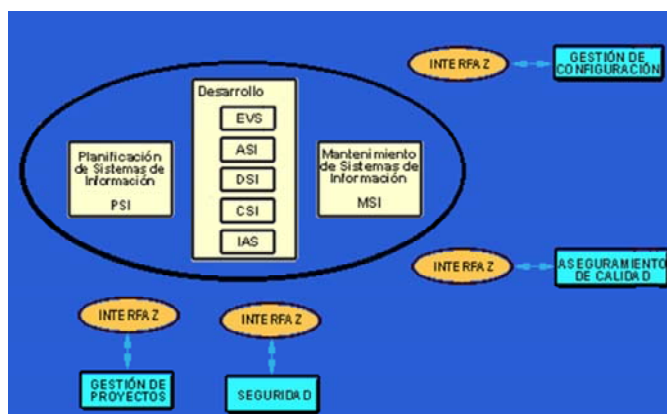 INTERFAZ
GESTIÓN DE
CONFIGURACIÓN
Desarrollo
EVS
ASI
DSI
CSI
IAS
Planificación
de Sistemas de
Información
PSI
Mantenimiento
de Sistemas de
Información
MSI
INTERFAZ
ASEGURAMIENTO
DE CALIDAD
INTERFAZ
INTERFAZ
GESTIÓN DE
PROYECTOS
SEGURIDAD